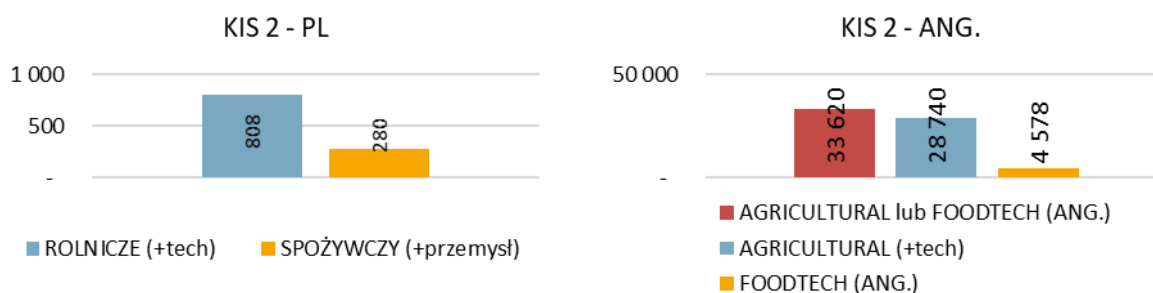 KIS 2 - PL
1 000
500
-
808
280
ROLNICZE (+tech)
SPOŻYWCZY (+przemysł)
KIS 2 - ANG.
50 000
-
33 620
28 740
4 578
AGRICULTURAL lub FOODTECH (ANG.)
AGRICULTURAL (+tech)
FOODTECH (ANG.)